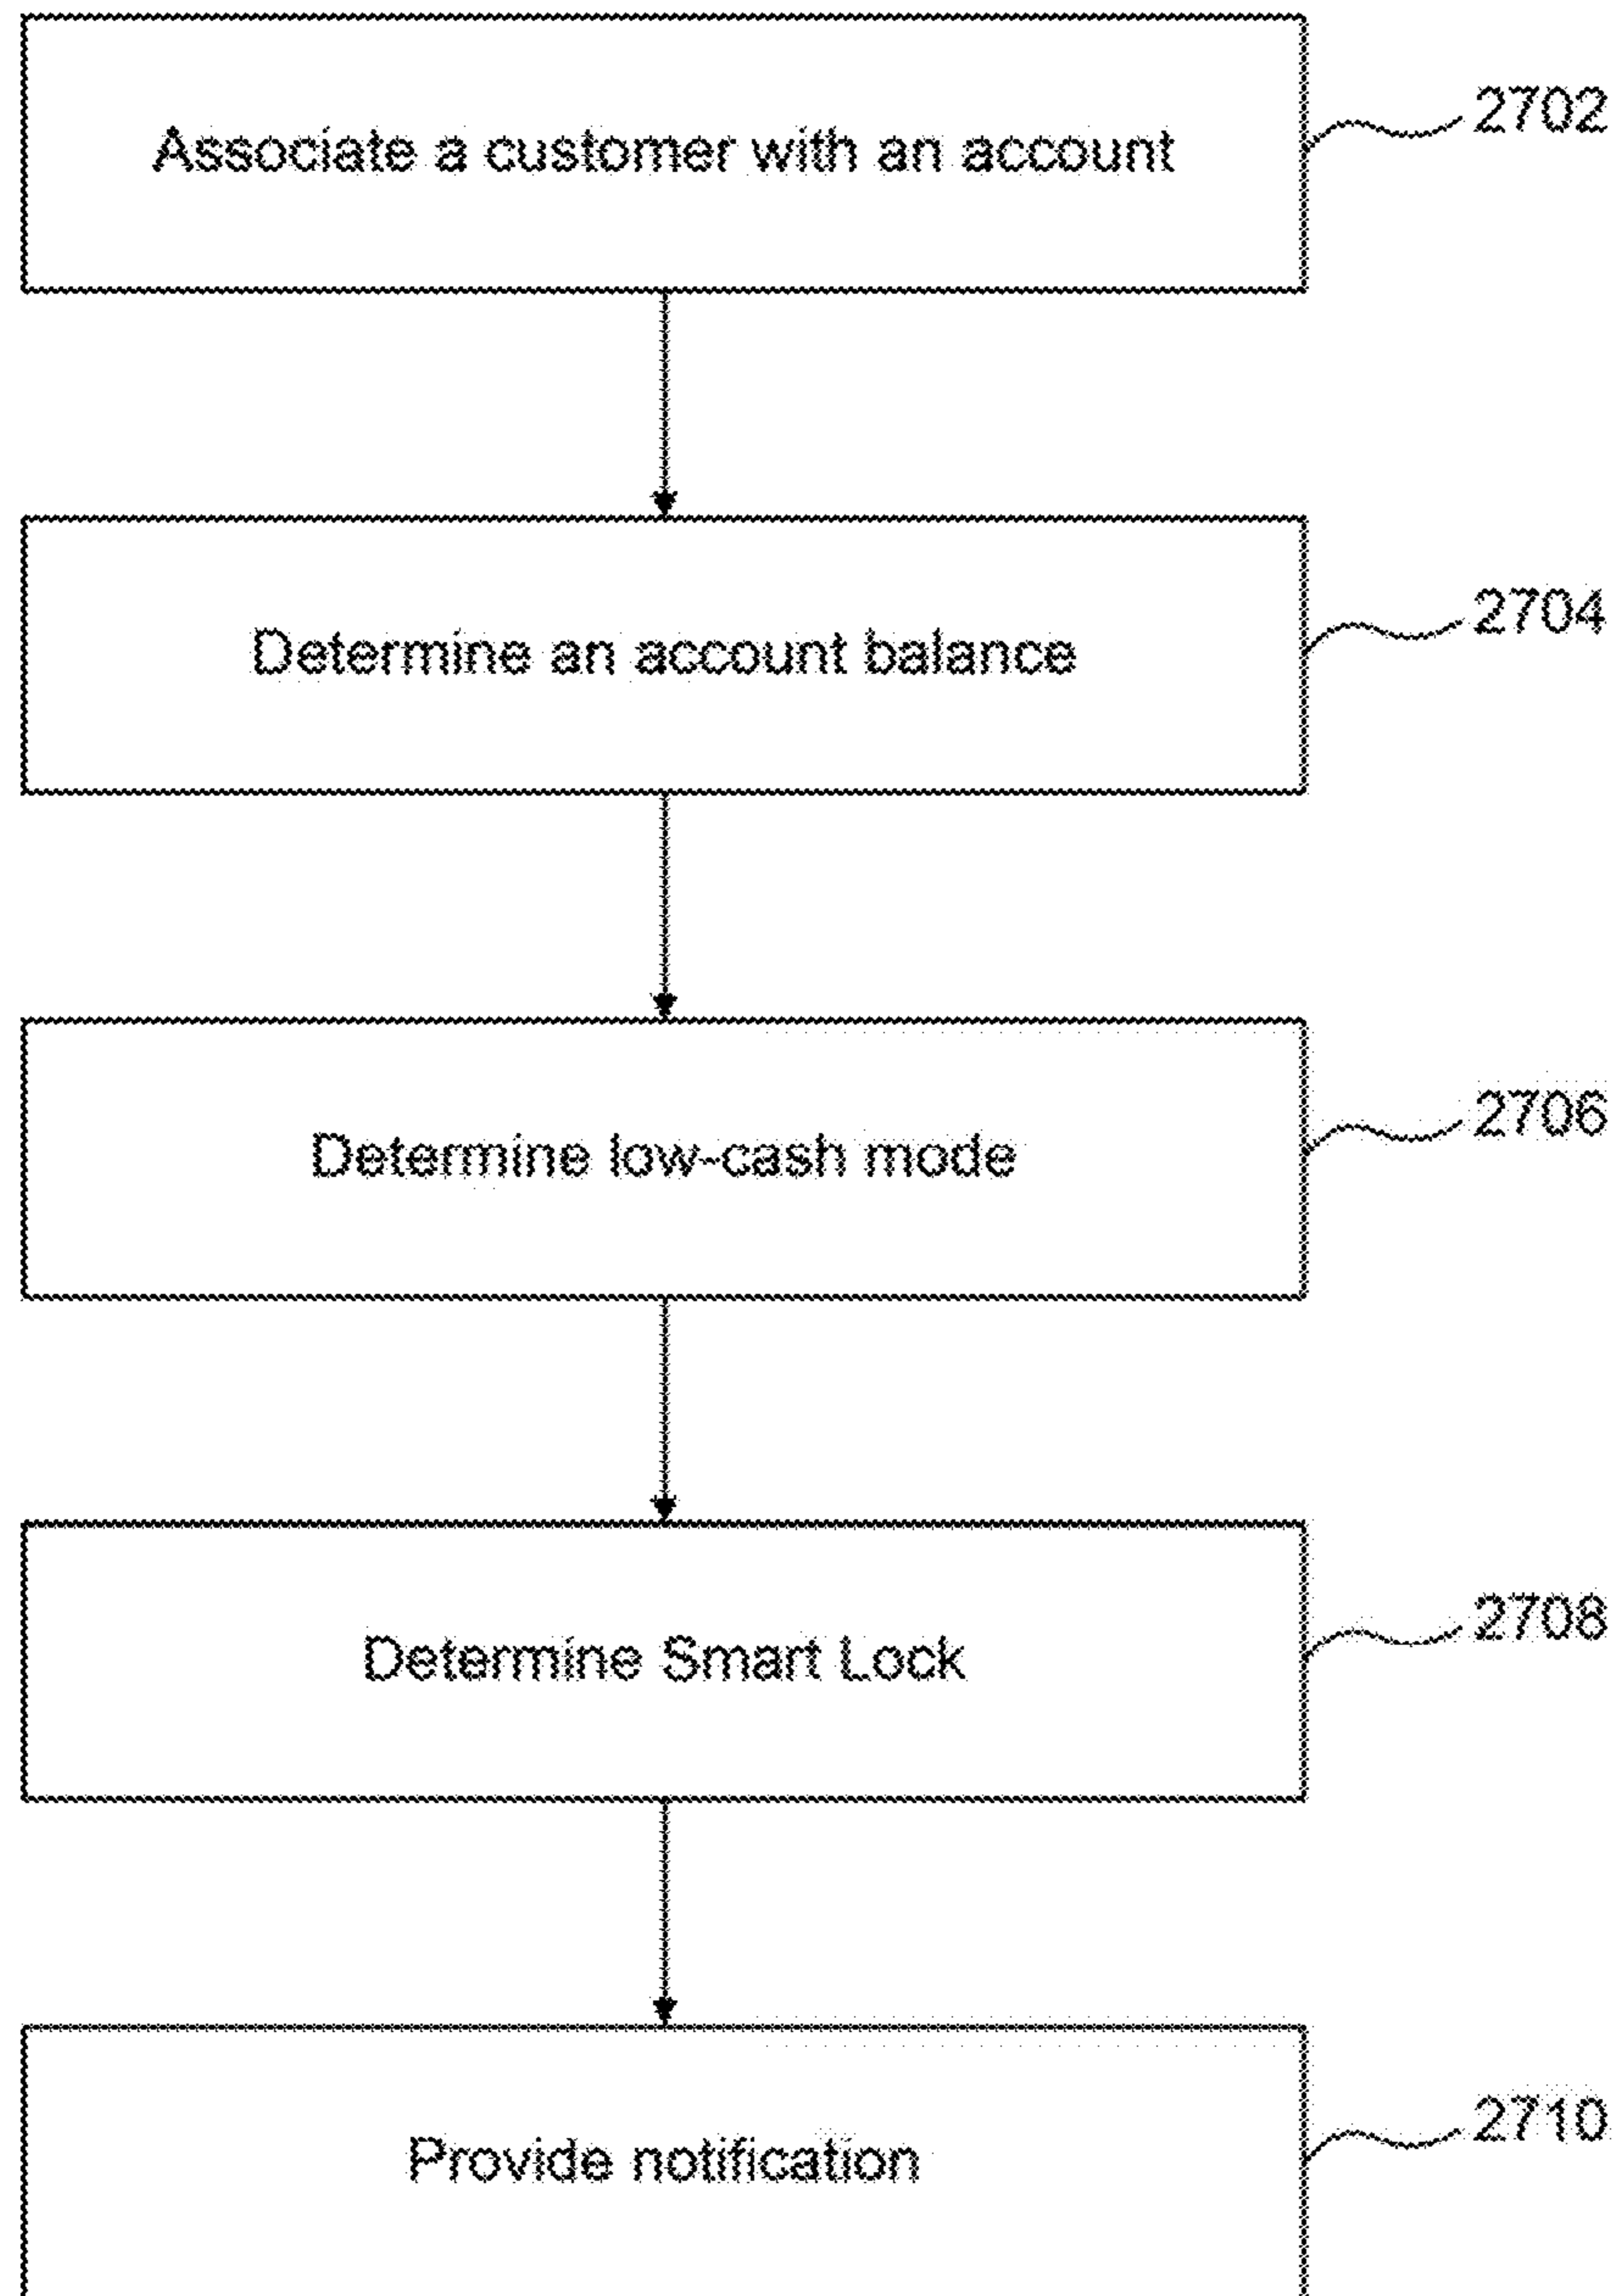 Associate a customer with an account
2702
Determine an account balance
2704
Determine low-cash mode
2706
Determine Smart Lock
2708
Provide notification
2710